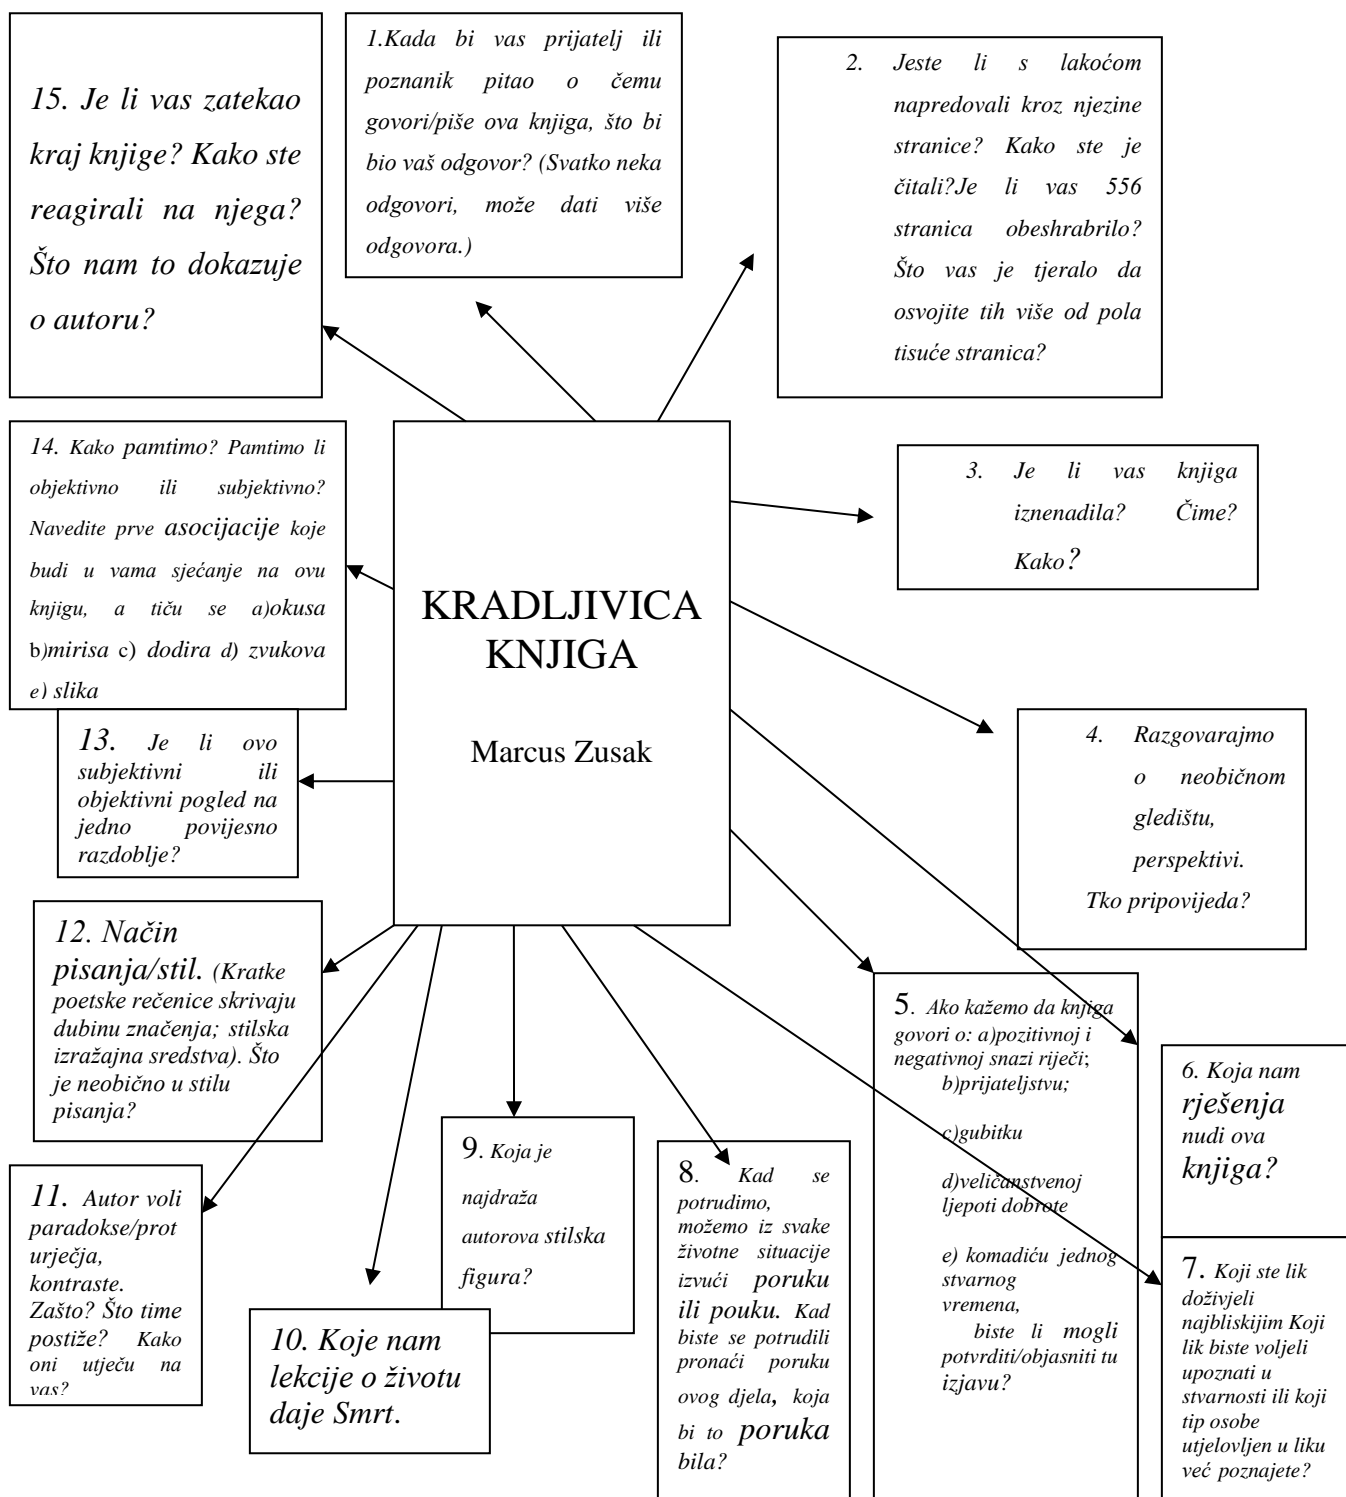 15. Je li vas zatekao
kraj knjige? Kako ste
reagirali na njega?
Što nam to dokazuje
o autoru?
1.Kada bi vas prijatelj ili
poznanik pitao o čemu
govori/piše ova knjiga, što bi
bio vaš odgovor? (Svatko neka
odgovori, može dati više
odgovora.)
2. Jeste li s lakoćom
napredovali kroz njezine
stranice? Kako ste je
čitali?Je li vas 556
stranica obeshrabrilo?
Što vas je tjeralo da
osvojite tih više od pola
tisuće stranica?
14. Kako pamtimo? Pamtimo li
objektivno ili subjektivno?
Navedite prve asocijacije koje
budi u vama sjećanje na ovu
knjigu, a tiču se a)okusa
b)mirisa c) dodira d) zvukova
e) slika
KRADLJIVICA
KNJIGA
Marcus Zusak
3. Je li vas knjiga
iznenadila? Čime?
Kako?
4. Razgovarajmo
o neobičnom
gledištu,
perspektivi.
Tko pripovijeda?
13. Je li ovo
subjektivni ili
objektivni pogled na
jedno povijesno
razdoblje?
12. Način
pisanja/stil. (Kratke
poetske rečenice skrivaju
dubinu značenja; stilska
izražajna sredstva). Što
je neobično u stilu
pisanja?
5. Ako kažemo da knjiga
govori o: a)pozitivnoj i
negativnoj snazi riječi;
b)prijateljstvu;
c)gubitku
d)veličanstvenoj
ljepoti dobrote
e) komadiću jednog
stvarnog
vremena,
biste li mogli
potvrditi/objasniti tu
izjavu?
6. Koja nam
rješenja
nudi ova
knjiga?
11. Autor voli
paradokse/prot
urječja,
kontraste.
Zašto? Što time
postiže? Kako
oni utječu na
vas?
9. Koja je
najdraža
autorova stilska
figura?
8. Kad se
potrudimo,
možemo iz svake
životne situacije
izvući poruku
ili pouku. Kad
biste se potrudili
pronaći poruku
ovog djela, koja
bi to poruka
bila?
7. Koji ste lik
doživjeli
najbliskijim Koji
lik biste voljeli
upoznati u
stvarnosti ili koji
tip osobe
utjelovljen u liku
već poznajete?
10. Koje nam
lekcije o životu
daje Smrt.